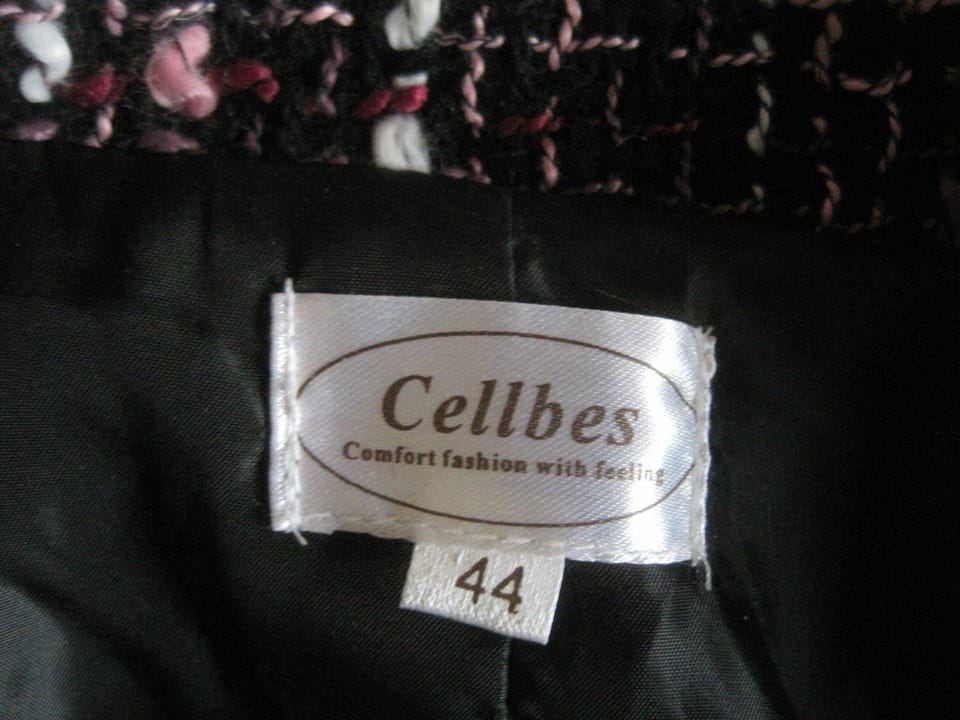 Cellbes
Comfort fashion with feeling
44